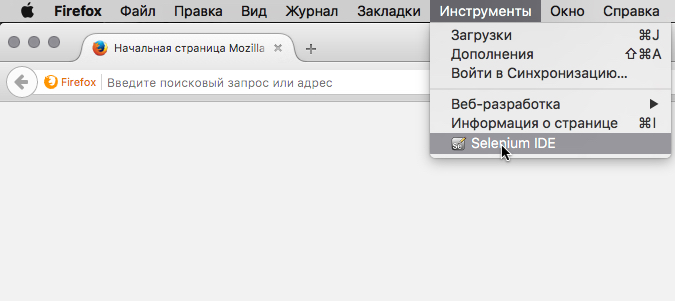 Firefox Файл Правка Вид Журнал Закладки Инструменты Окно Справка
Начальная страница Mozilla
Firefox Введите поисковый запрос или адрес
Загрузки ⌘J
Дополнения ⇧⌘A
Войти в Синхронизацию...
Веб-разработка ▶
Информация о странице ⌘I
Se Selenium IDE